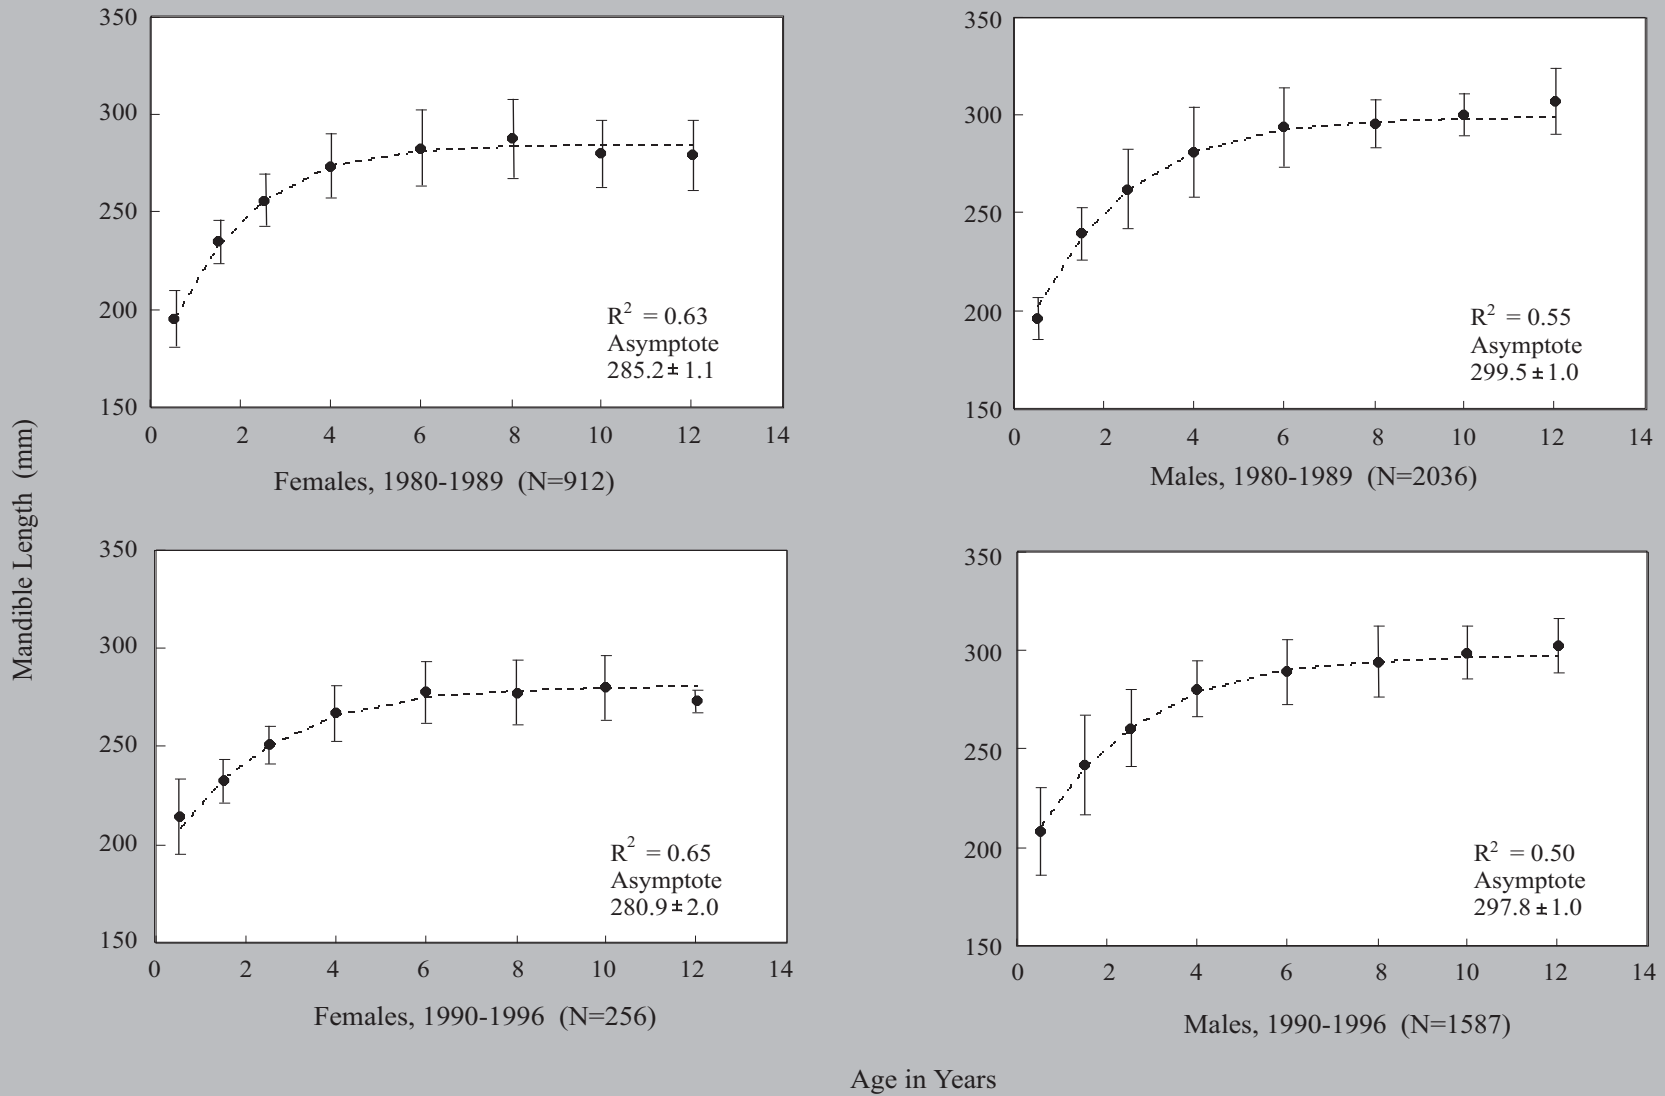 350
300
250
200
150
0 2 4 6 8 10 12 14
R2 = 0.63
Asymptote
285.2 ± 1.1
Females, 1980-1989 (N=912)
350
300
250
200
150
0 2 4 6 8 10 12 14
R2 = 0.55
Asymptote
299.5 ± 1.0
Males, 1980-1989 (N=2036)
Mandible Length (mm)
350
300
250
200
150
0 2 4 6 8 10 12 14
R2 = 0.65
Asymptote
280.9 ± 2.0
Females, 1990-1996 (N=256)
350
300
250
200
150
0 2 4 6 8 10 12 14
R2 = 0.50
Asymptote
297.8 ± 1.0
Males, 1990-1996 (N=1587)
Age in Years